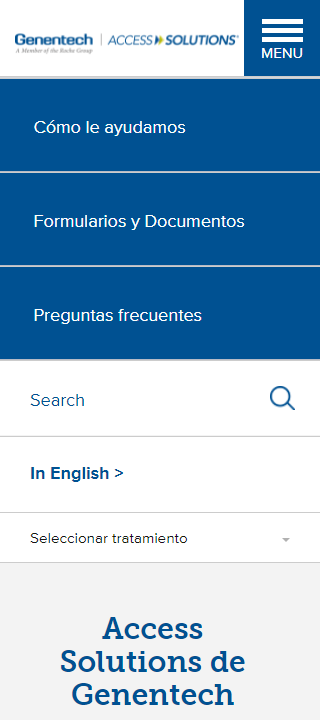 Genentech ACCESS SOLUTIONS®
A Member of the Roche Group
MENU
Cómo le ayudamos
Formularios y Documentos
Preguntas frecuentes
Search
In English >
Seleccionar tratamiento
Access
Solutions de
Genentech